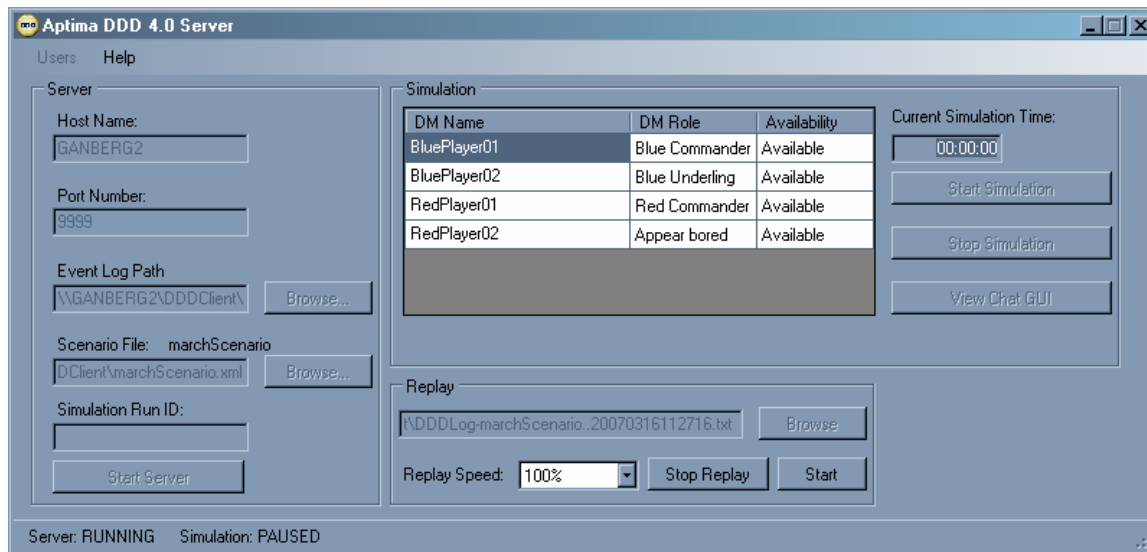 Aptima DDD 4.0 Server
Users Help
Server
Host Name:
GANBERG2
Port Number:
9999
Event Log Path
\\GANBERG2\DDDClient\ Browse...
Scenario File: marchScenario
DClient\marchScenario.xml Browse...
Simulation Run ID:
Start Server
Simulation
DM Name DM Role Availability
BluePlayer01 Blue Commander Available
BluePlayer02 Blue Underling Available
RedPlayer01 Red Commander Available
RedPlayer02 Appear bored Available
Current Simulation Time:
00:00:00
Start Simulation
Stop Simulation
View Chat GUI
Replay
t\DDDLog-marchScenario..20070316112716.txt Browse
Replay Speed: 100% Stop Replay Start
Server: RUNNING Simulation: PAUSED